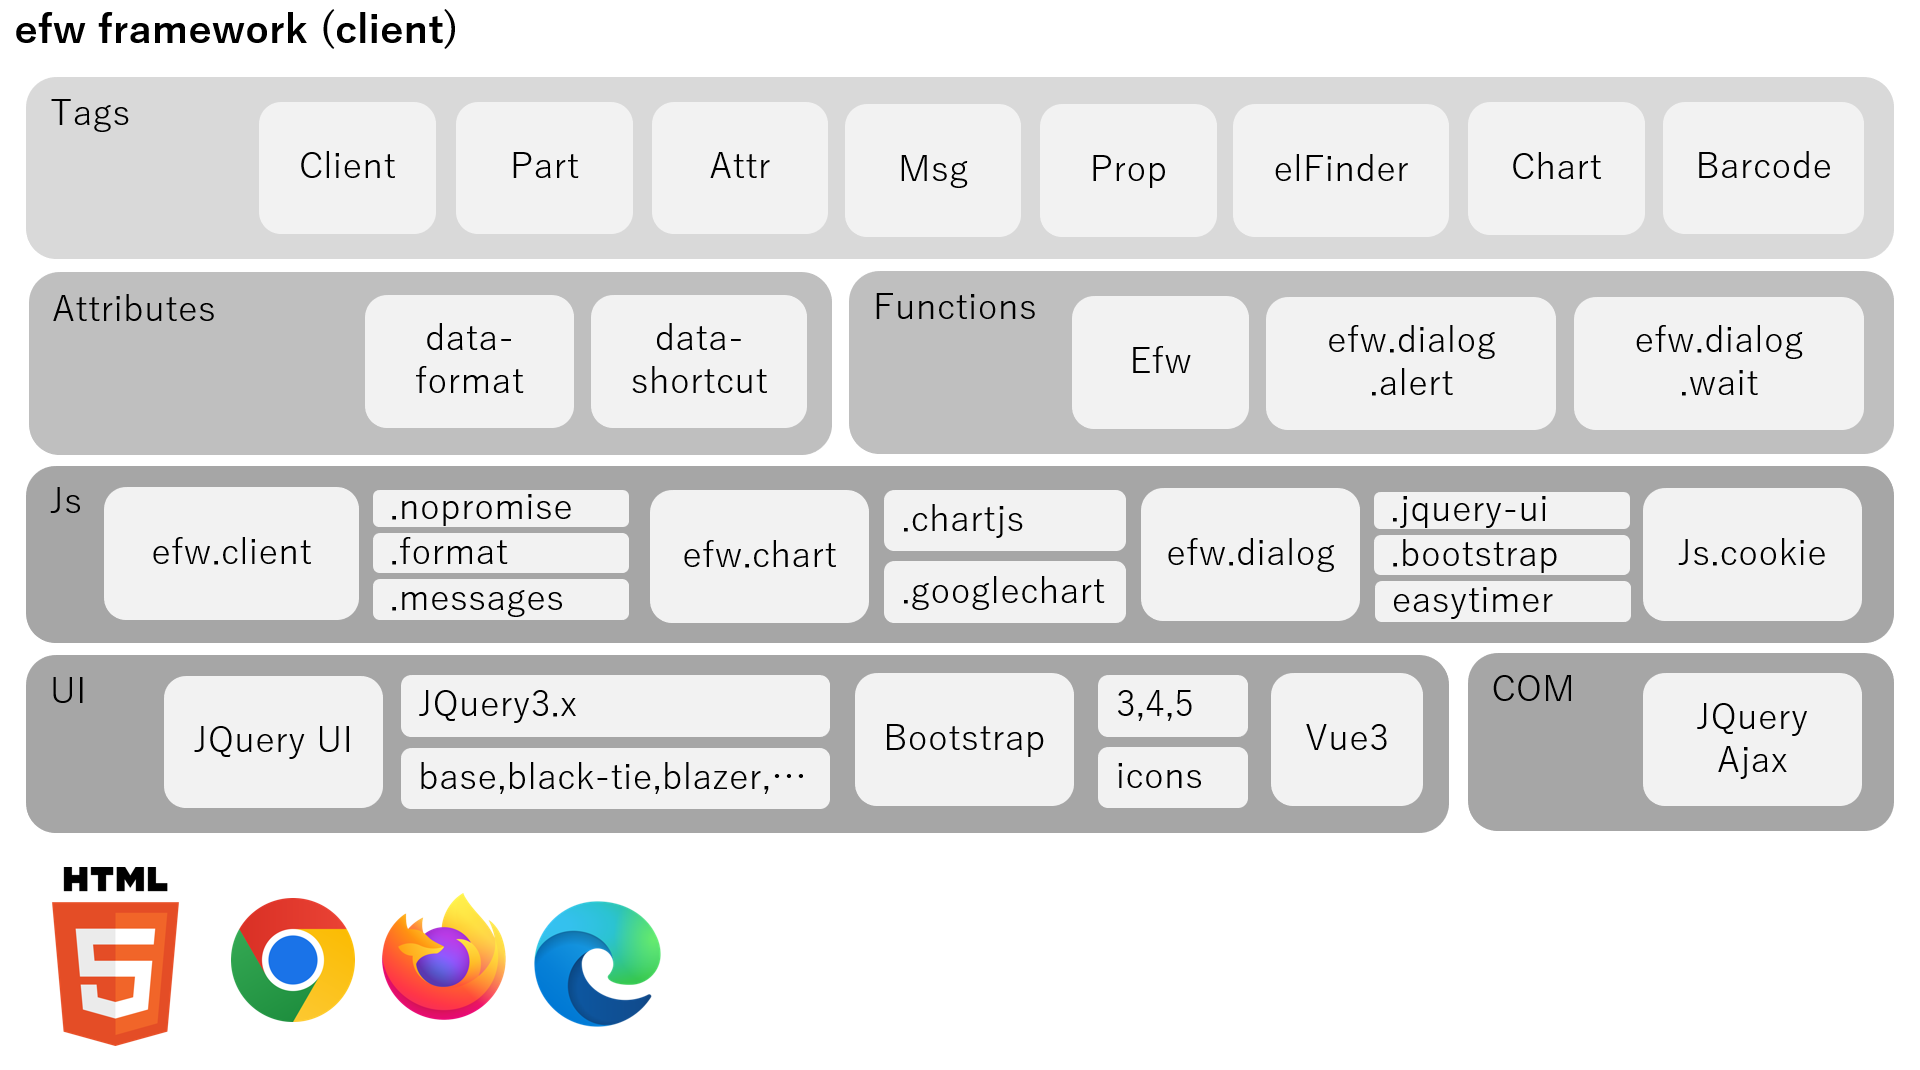 efw framework (client)
Tags
Client
Part
Attr
Msg
Prop
elFinder
Chart
Barcode
Attributes
data-
format
data-
shortcut
Functions
Efw
efw.dialog
.alert
efw.dialog
.wait
Js
efw.client
.nopromise
.format
.messages
efw.chart
.chartjs
.googlechart
efw.dialog
.jquery-ui
.bootstrap
easytimer
Js.cookie
UI
JQuery UI
JQuery3.x
base,black-tie,blazer,…
Bootstrap
3,4,5
icons
Vue3
COM
JQuery
Ajax
HTML
5